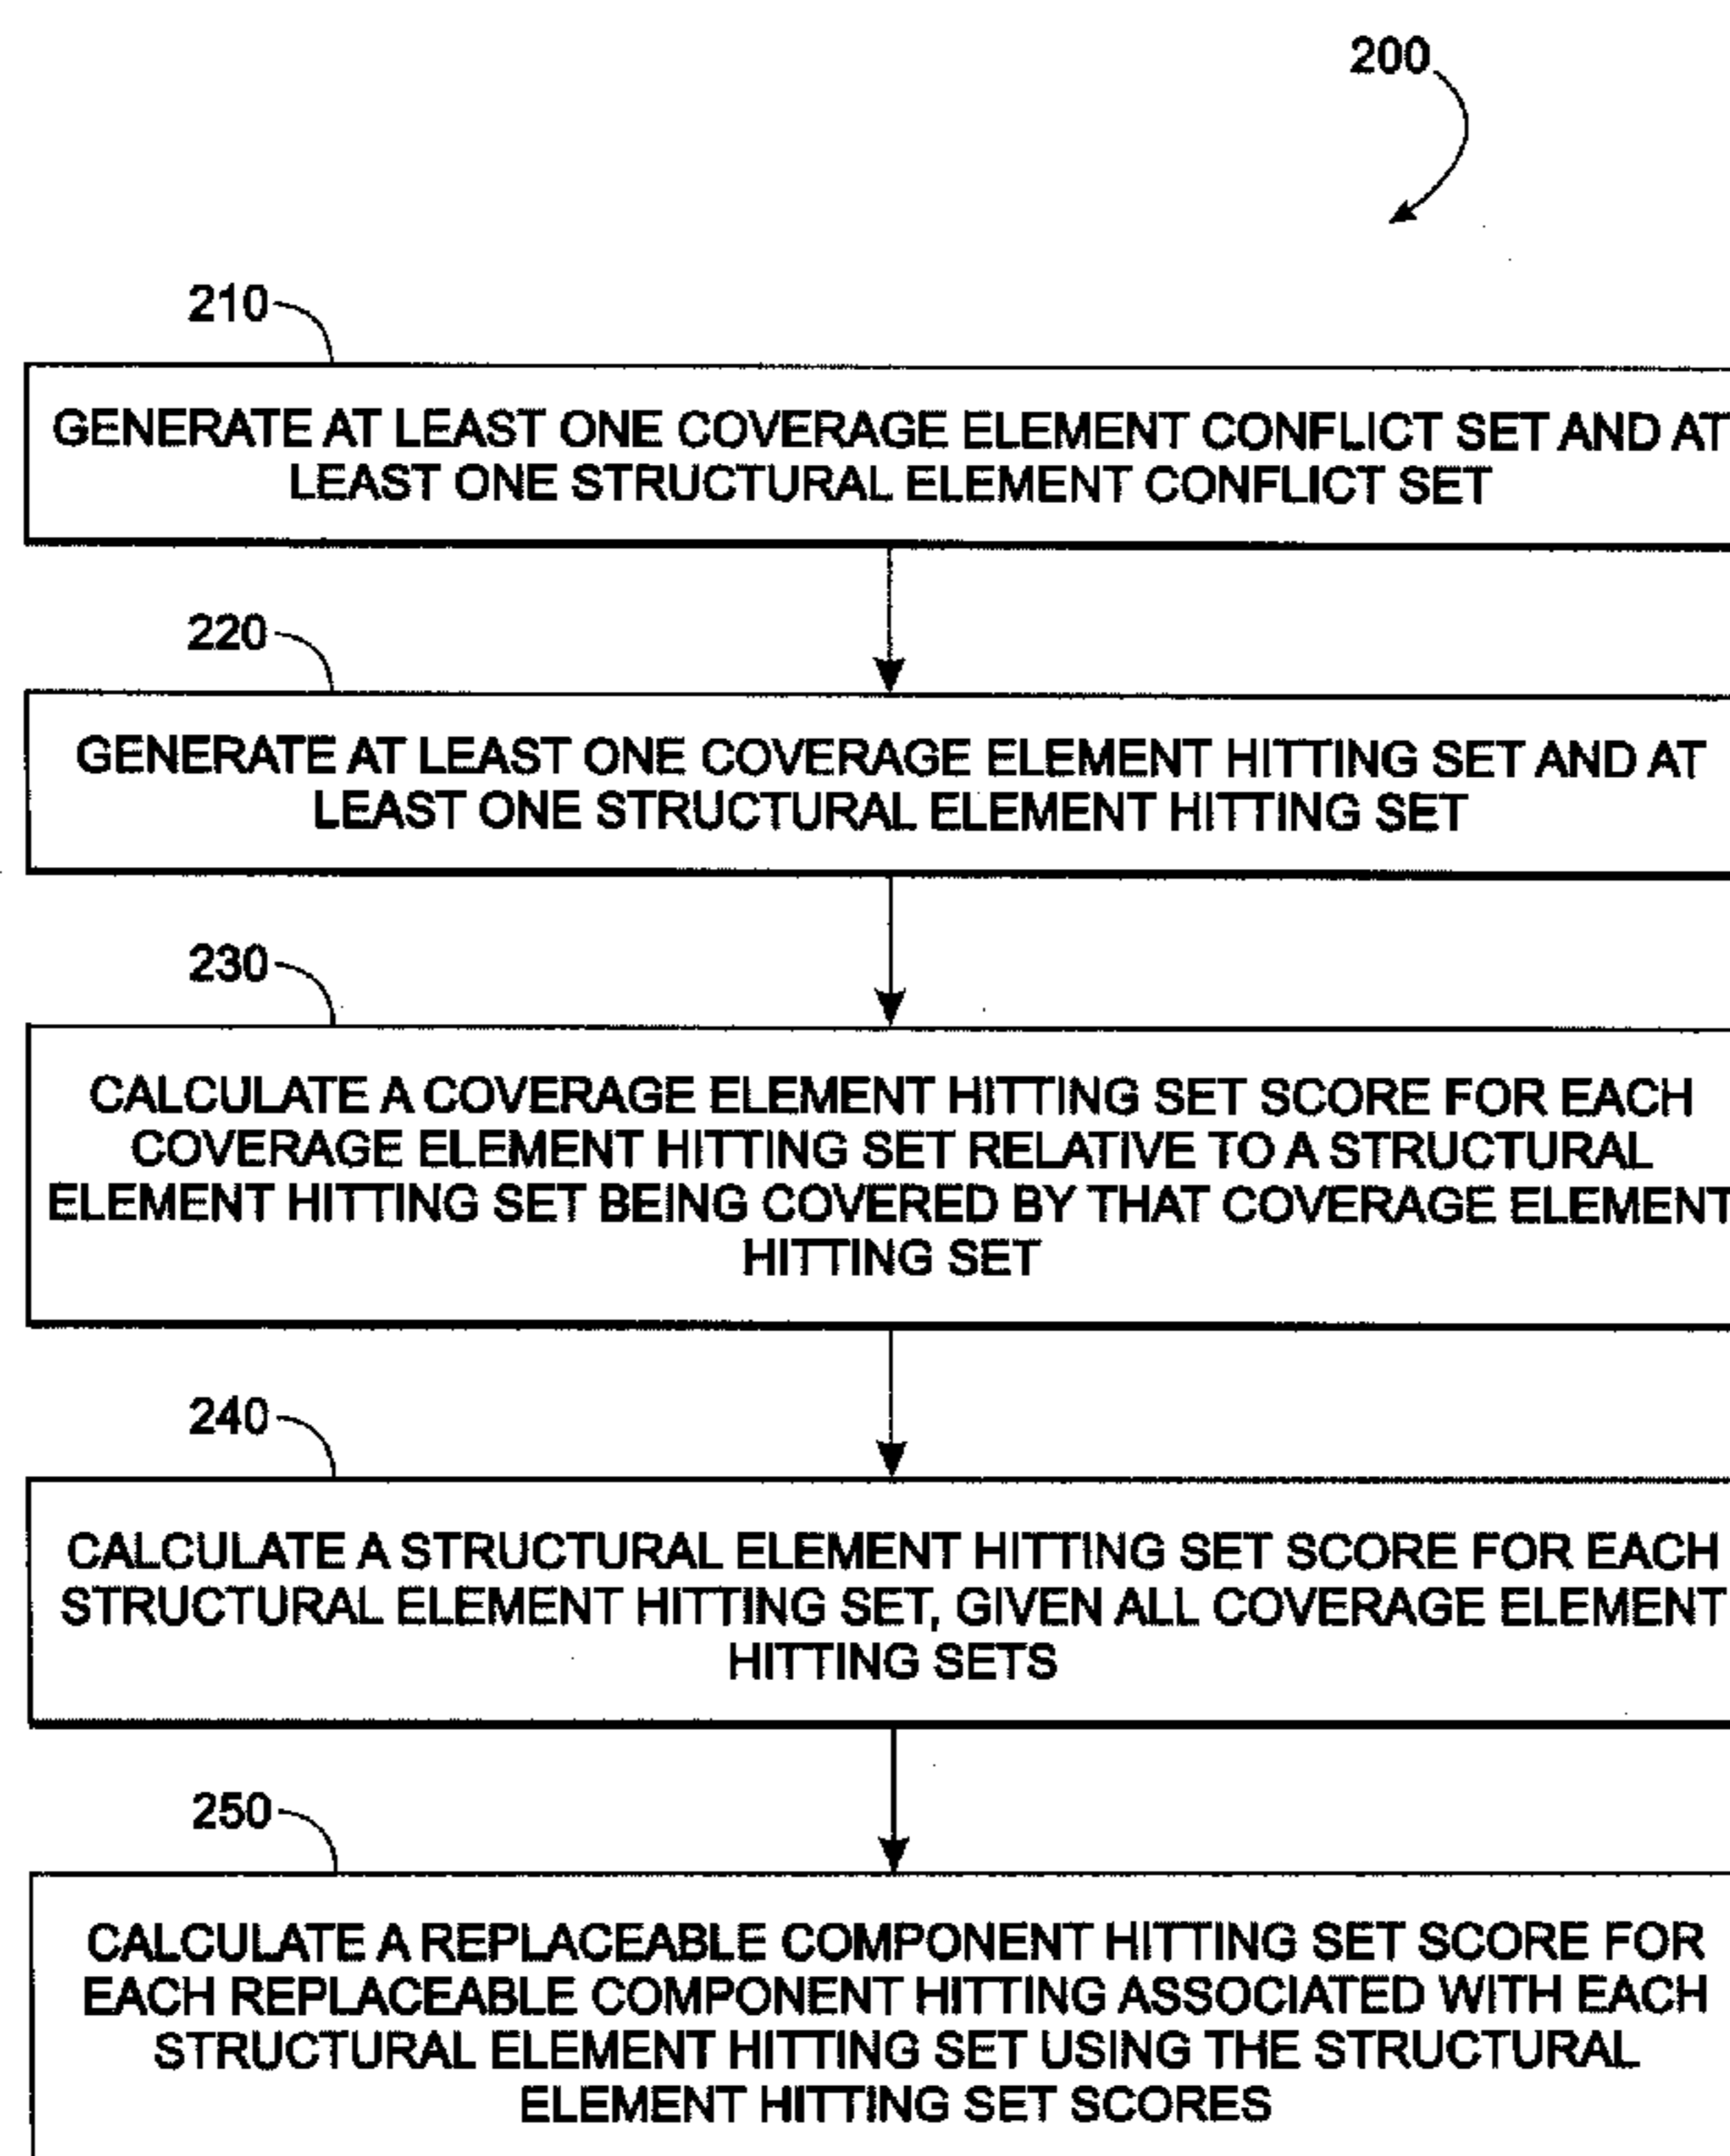 200
210
GENERATE AT LEAST ONE COVERAGE ELEMENT CONFLICT SET AND AT
LEAST ONE STRUCTURAL ELEMENT CONFLICT SET
220
GENERATE AT LEAST ONE COVERAGE ELEMENT HITTING SET AND AT
LEAST ONE STRUCTURAL ELEMENT HITTING SET
230
CALCULATE A COVERAGE ELEMENT HITTING SET SCORE FOR EACH
COVERAGE ELEMENT HITTING SET RELATIVE TO A STRUCTURAL
ELEMENT HITTING SET BEING COVERED BY THAT COVERAGE ELEMENT
HITTING SET
240
CALCULATE A STRUCTURAL ELEMENT HITTING SET SCORE FOR EACH
STRUCTURAL ELEMENT HITTING SET, GIVEN ALL COVERAGE ELEMENT
HITTING SETS
250
CALCULATE A REPLACEABLE COMPONENT HITTING SET SCORE FOR
EACH REPLACEABLE COMPONENT HITTING ASSOCIATED WITH EACH
STRUCTURAL ELEMENT HITTING SET USING THE STRUCTURAL
ELEMENT HITTING SET SCORES